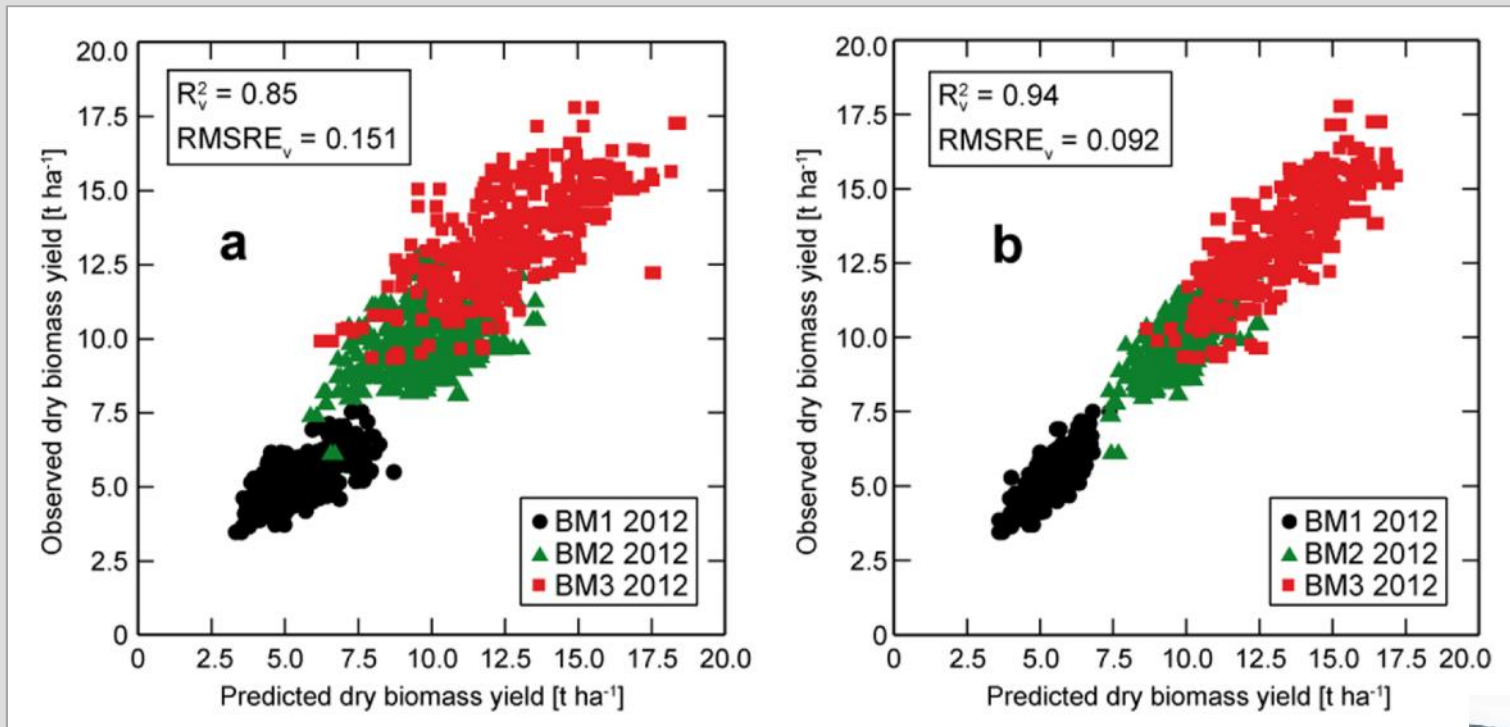 20.0
17.5
15.0
12.5
10.0
7.5
5.0
2.5
0
Observed dry biomass yield [t ha⁻¹]
R²ᵥ = 0.85
RMSREᵥ = 0.151
a
BM1 2012
BM2 2012
BM3 2012
0 2.5 5.0 7.5 10.0 12.5 15.0 17.5 20.0
Predicted dry biomass yield [t ha⁻¹]
20.0
17.5
15.0
12.5
10.0
7.5
5.0
2.5
0
Observed dry biomass yield [t ha⁻¹]
R²ᵥ = 0.94
RMSREᵥ = 0.092
b
BM1 2012
BM2 2012
BM3 2012
0 2.5 5.0 7.5 10.0 12.5 15.0 17.5 20.0
Predicted dry biomass yield [t ha⁻¹]